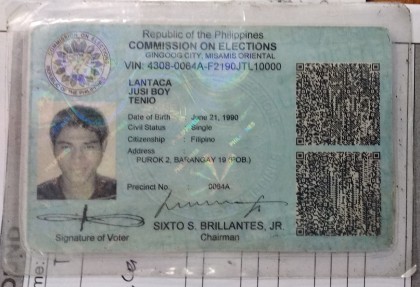 Republic of the Philippines
COMMISSION ON ELECTIONS
GINGOOG CITY, MISAMIS ORIENTAL
VIN: 4308-0064A-F2190JTL10000
LANTACA
JUSI BOY
TENIO
Date of Birth : June 21, 1990
Civil Status : Single
Citizenship : Filipino
Address
PUROK 2, BARANGAY 19 (POB.)
Precinct No. 0064A
SIXTO S. BRILLANTES, JR
Chairman
Signature of Voter